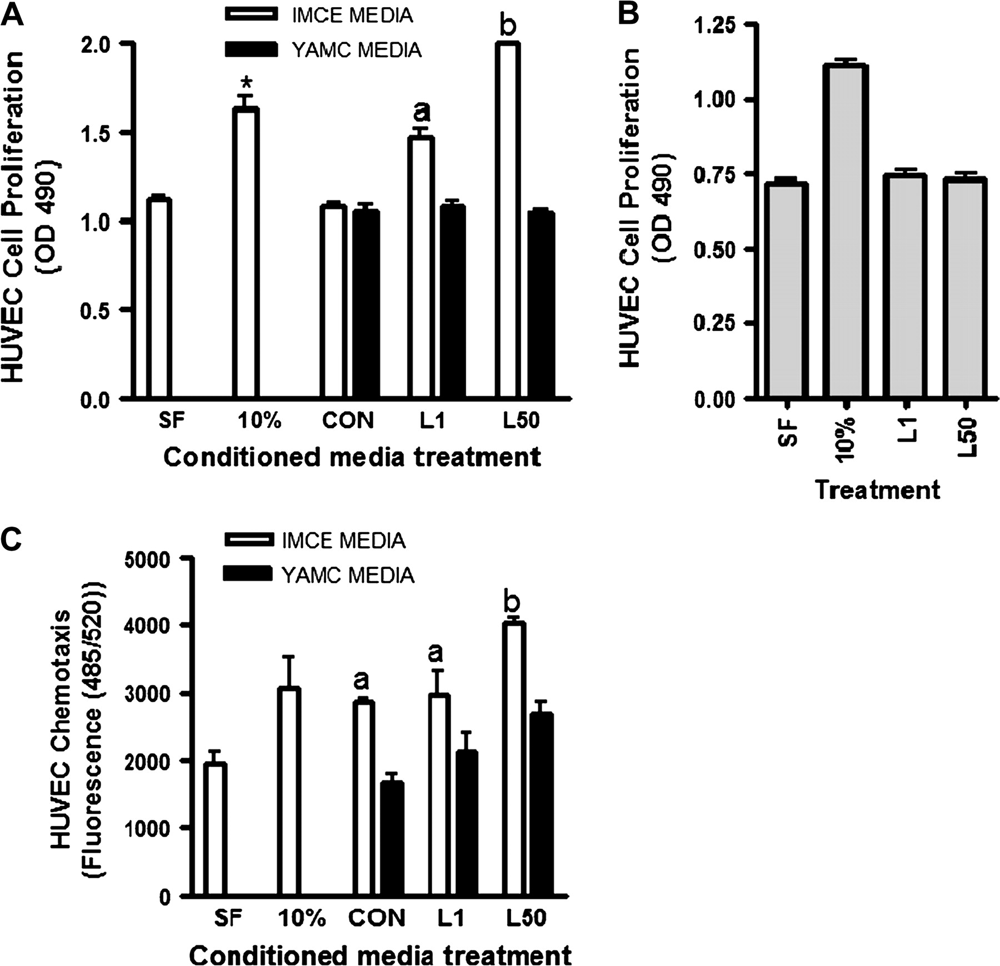 A
IMCE MEDIA
YAMC MEDIA
HUVEC Cell Proliferation
(OD 490)
2.0
1.5
1.0
0.5
0.0
*
a
b
SF 10% CON L1 L50
Conditioned media treatment
B
HUVEC Cell Proliferation
(OD 490)
1.25
1.00
0.75
0.50
0.25
0.00
SF 10% L1 L50
Treatment
C
IMCE MEDIA
YAMC MEDIA
HUVEC Chemotaxis
(Fluorescence (485/520))
5000
4000
3000
2000
1000
0
a
a
b
SF 10% CON L1 L50
Conditioned media treatment